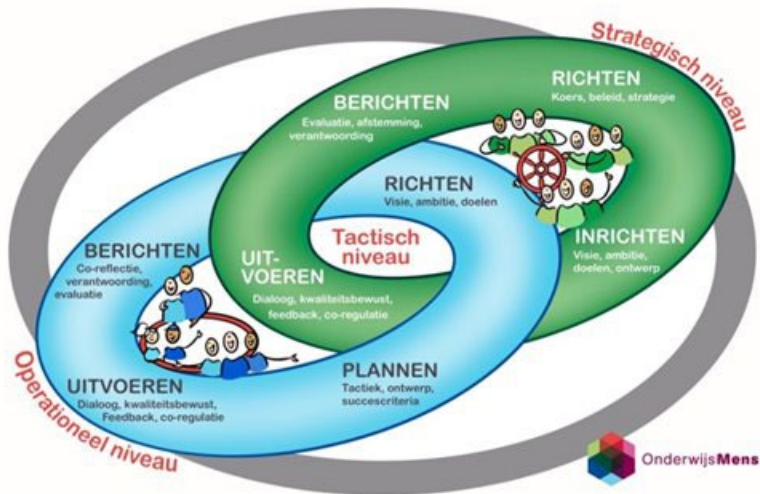 Strategisch niveau
RICHTEN
Koers, beleid, strategie
BERICHTEN
Evaluatie, afstemming,
verantwoording
RICHTEN
Visie, ambitie, doelen
INRICHTEN
Visie, ambitie,
doelen, ontwerp
Tactisch
niveau
UIT-
VOEREN
Dialoog, kwaliteitsbewust,
feedback, co-regulatie
BERICHTEN
Co-reflectie,
verantwoording,
evaluatie
PLANNEN
Tactiek, ontwerp,
succescriteria
UITVOEREN
Dialoog, kwaliteitsbewust,
Feedback, co-regulatie
Operationeel niveau
OnderwijsMens